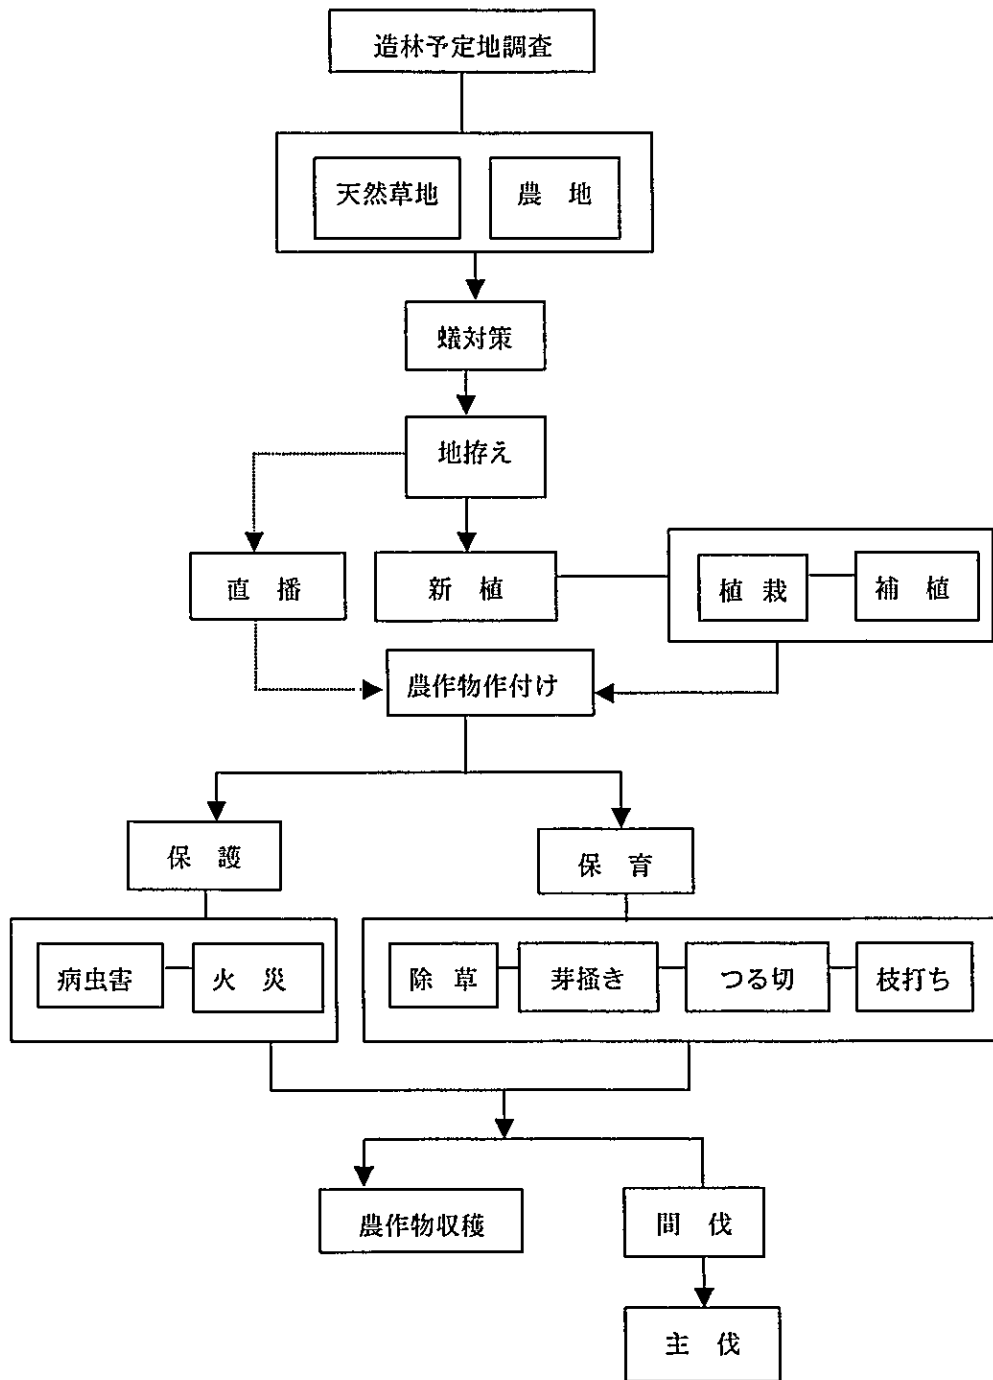 造林予定地調査
天然草地
農 地
蟻対策
地拵え
直 播
新 植
植 栽
補 植
農作物作付け
保 護
保 育
病虫害
火 災
除 草
芽掻き
つる切
枝打ち
農作物収穫
間 伐
主 伐